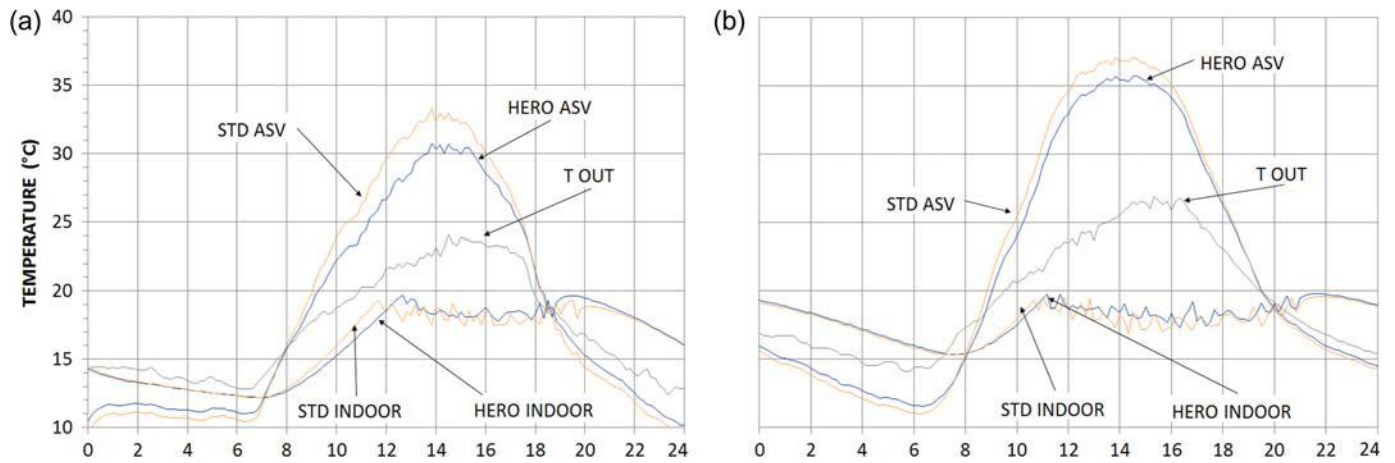 (a)
TEMPERATURE (°C)
40
35
30
25
20
15
10
STD ASV
HERO ASV
T OUT
STD INDOOR
HERO INDOOR
0 2 4 6 8 10 12 14 16 18 20 22 24
(b)
HERO ASV
STD ASV
T OUT
STD INDOOR
HERO INDOOR
0 2 4 6 8 10 12 14 16 18 20 22 24